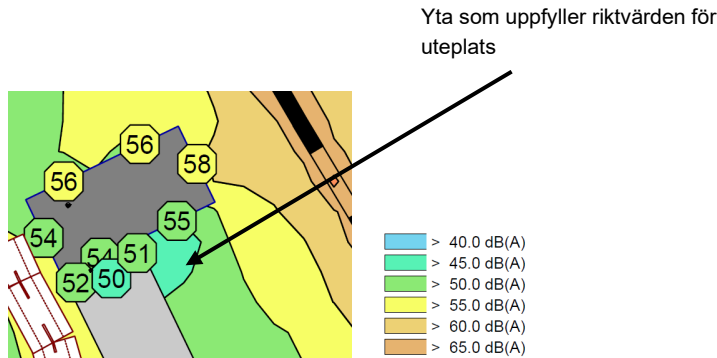 Yta som uppfyller riktvärden för
uteplats
56
56
58
55
54
54
51
52
50
> 40.0 dB(A)
> 45.0 dB(A)
> 50.0 dB(A)
> 55.0 dB(A)
> 60.0 dB(A)
> 65.0 dB(A)